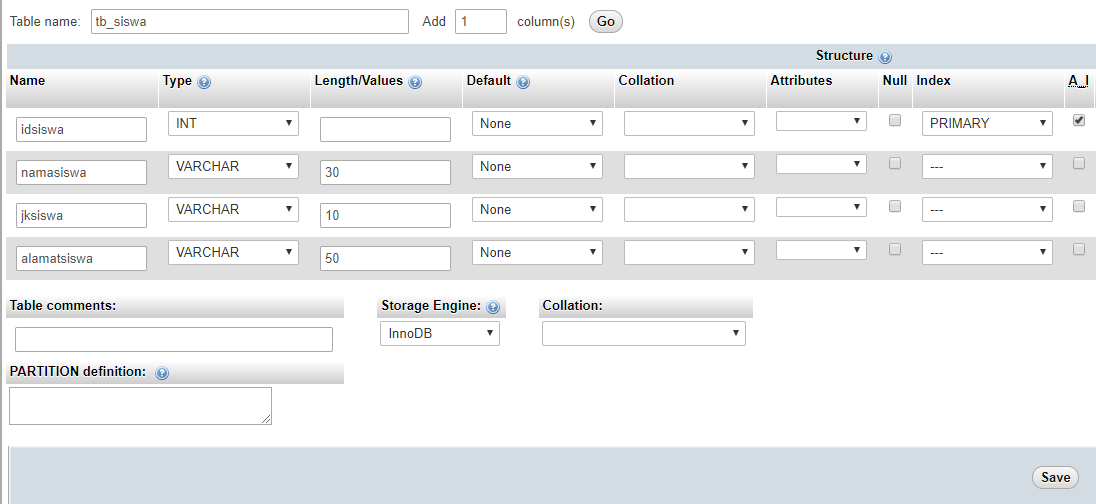 Table name: tb_siswa Add 1 column(s) Go
Structure
Name Type Length/Values Default Collation Attributes Null Index A_I
idsiswa INT None PRIMARY
namasiswa VARCHAR 30 None ---
jksiswa VARCHAR 10 None ---
alamatsiswa VARCHAR 50 None ---
Table comments: Storage Engine: Collation:
InnoDB
PARTITION definition:
Save